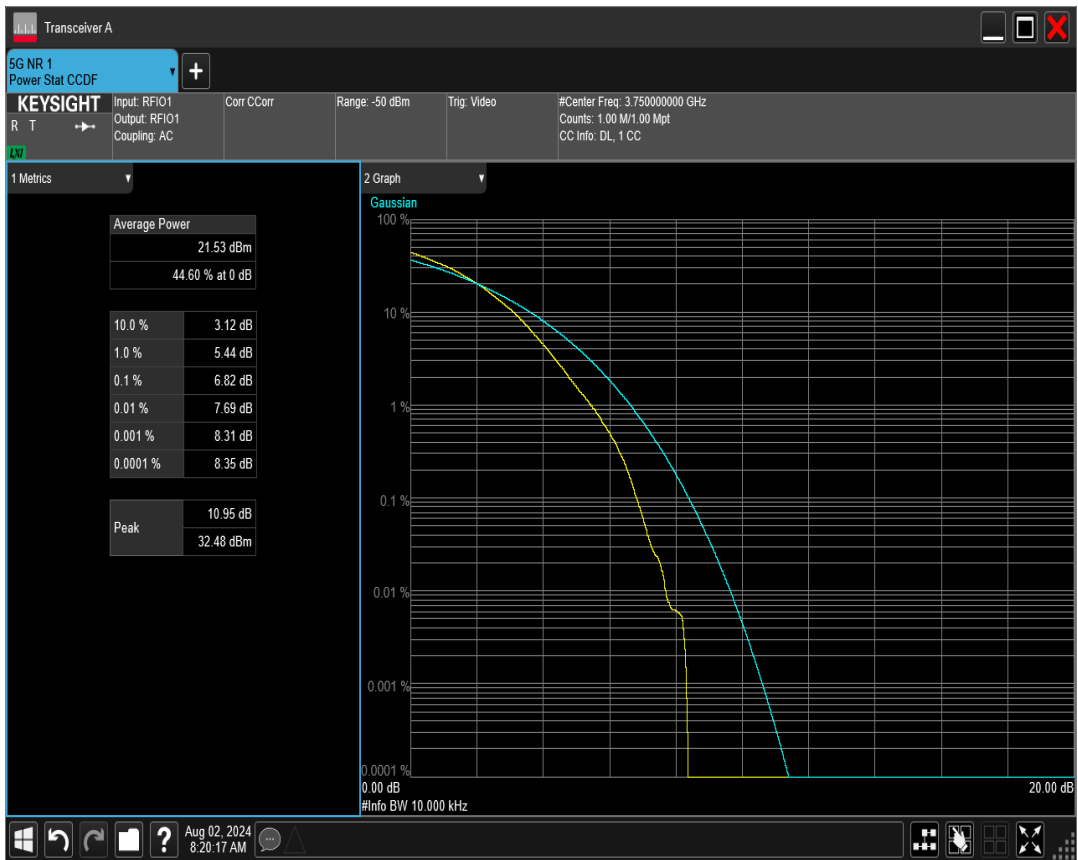 Transceiver A
5G NR 1
Power Stat CCDF
KEYSIGHT
R T
LXI
Input: RFIO1
Output: RFIO1
Coupling: AC
Corr CCorr
Range: -50 dBm
Trig: Video
#Center Freq: 3.750000000 GHz
Counts: 1.00 M/1.00 Mpt
CC Info: DL, 1 CC
1 Metrics
Average Power
21.53 dBm
44.60 % at 0 dB
10.0 % 3.12 dB
1.0 % 5.44 dB
0.1 % 6.82 dB
0.01 % 7.69 dB
0.001 % 8.31 dB
0.0001 % 8.35 dB
Peak
10.95 dB
32.48 dBm
2 Graph
Gaussian
100 %
10 %
1 %
0.1 %
0.01 %
0.001 %
0.0001 %
0.00 dB 20.00 dB
#Info BW 10.000 kHz
Aug 02, 2024
8:20:17 AM